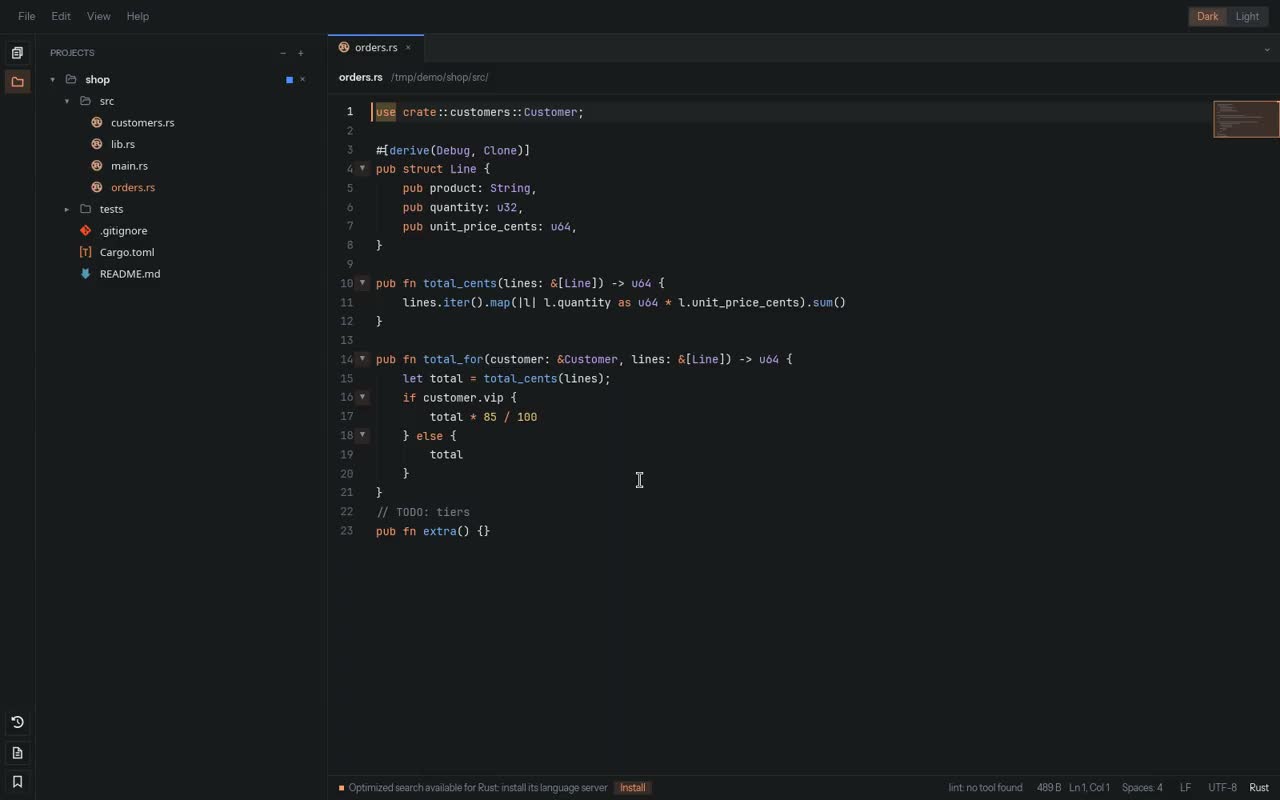 File Edit View Help Dark Light
PROJECTS
shop
src
customers.rs
lib.rs
main.rs
orders.rs
tests
.gitignore
Cargo.toml
README.md
orders.rs
orders.rs /tmp/demo/shop/src/
1 use crate::customers::Customer;
2
3 #[derive(Debug, Clone)]
4 pub struct Line {
5     pub product: String,
6     pub quantity: u32,
7     pub unit_price_cents: u64,
8 }
9
10 pub fn total_cents(lines: &[Line]) -> u64 {
11     lines.iter().map(|l| l.quantity as u64 * l.unit_price_cents).sum()
12 }
13
14 pub fn total_for(customer: &Customer, lines: &[Line]) -> u64 {
15     let total = total_cents(lines);
16     if customer.vip {
17         total * 85 / 100
18     } else {
19         total
20     }
21 }
22 // TODO: tiers
23 pub fn extra() {}
Optimized search available for Rust: install its language server Install lint: no tool found 489 B Ln 1, Col 1 Spaces: 4 LF UTF-8 Rust